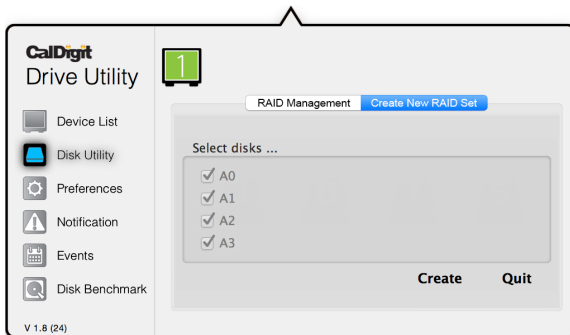 CalDigit
Drive Utility
1
Device List
Disk Utility
Preferences
Notification
Events
Disk Benchmark
V 1.8 (24)
RAID Management
Create New RAID Set
Select disks ...
A0
A1
A2
A3
Create
Quit